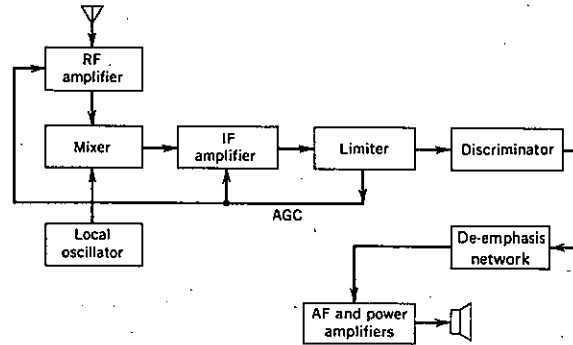 RF
amplifier
Mixer
IF
amplifier
Limiter
Discriminator
AGC
Local
oscillator
De-emphasis
network
AF and power
amplifiers